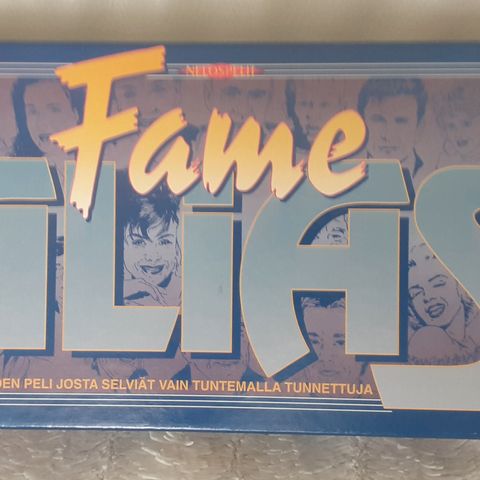 NELOSPELIT
Fame
ALIAS
DEN PELI JOSTA SELVIÄT VAIN TUNTEMALLA TUNNETTUJA